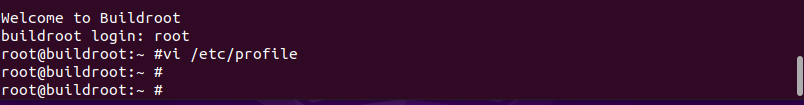 Welcome to Buildroot
buildroot login: root
root@buildroot:~ #vi /etc/profile
root@buildroot:~ #
root@buildroot:~ #